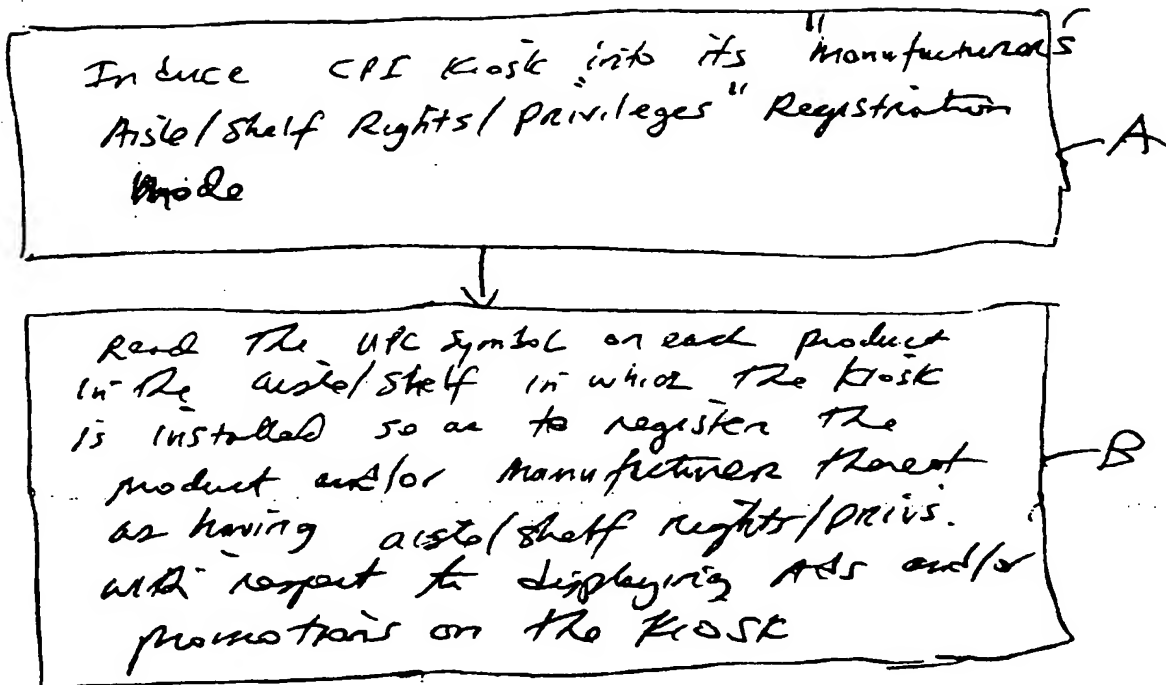 Induce CPI Kiosk into its "Manufacturers
Aisle/Shelf Rights/Privileges" Registration
Mode
A
Read the UPC symbol on each product
in the aisle/shelf in which the kiosk
is installed so as to register the
product and/or manufacturer thereof
as having aisle/shelf rights/privs.
with respect to displaying Ads and/or
promotions on the kiosk
B